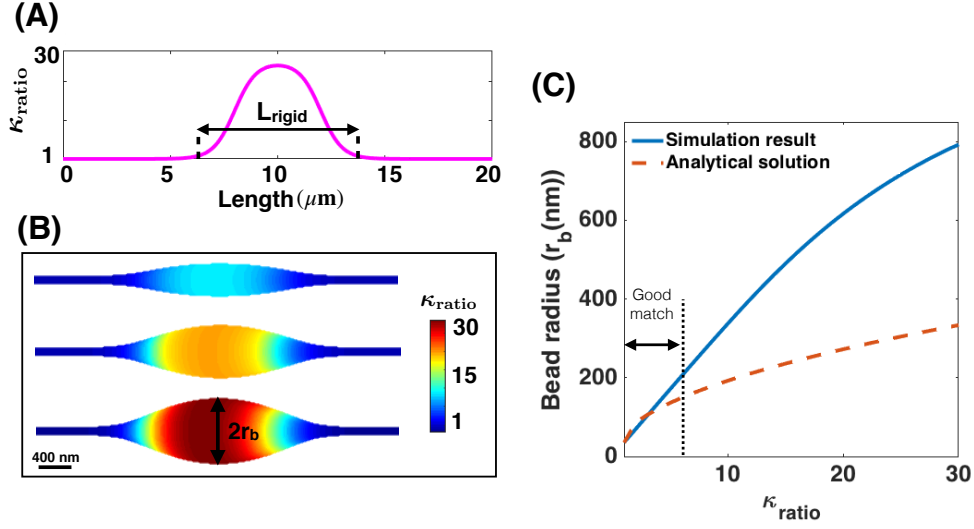 (A)
30
κratio
1
Lrigid
0
5
10
15
20
Length(μm)
(B)
κratio
30
15
1
2rb
400 nm
(C)
Simulation result
Analytical solution
Bead radius (rb(nm))
800
600
400
200
0
Good
match
10
20
30
κratio